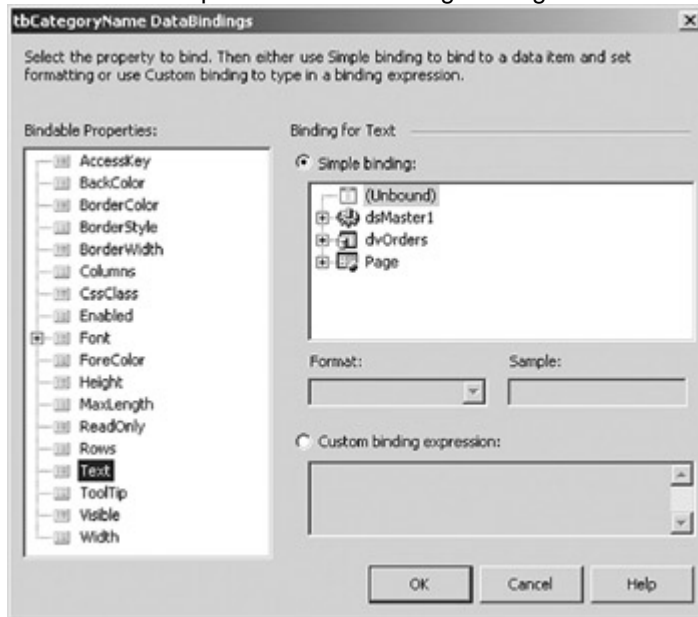 tbCategoryName DataBindings
Select the property to bind. Then either use Simple binding to bind to a data item and set
formatting or use Custom binding to type in a binding expression.
Bindable Properties:
AccessKey
BackColor
BorderColor
BorderStyle
BorderWidth
Columns
CssClass
Enabled
Font
ForeColor
Height
MaxLength
ReadOnly
Rows
Text
ToolTip
Visible
Width
Binding for Text
Simple binding:
(Unbound)
dsMaster1
dvOrders
Page
Format:
Sample:
Custom binding expression:
OK
Cancel
Help